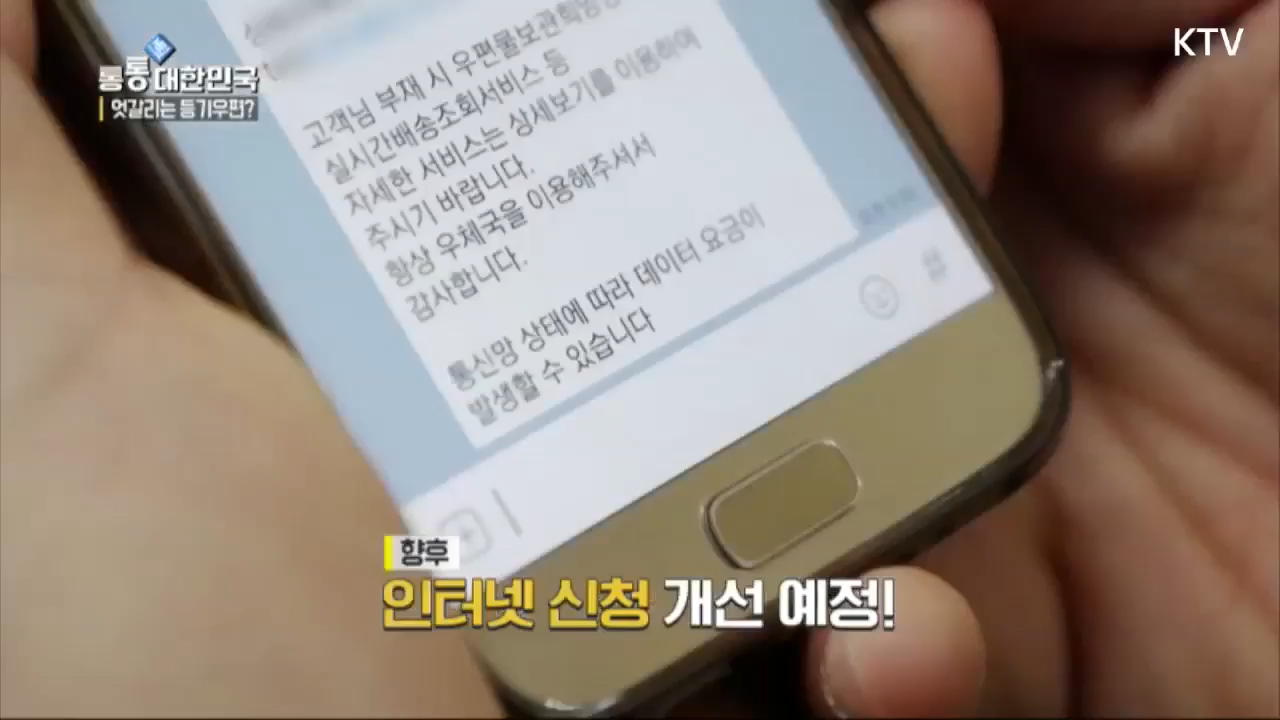 KTV
통통대한민국
엇갈리는 등기우편?
고객님 부재 시 우편물보관희망
실시간배송조회서비스 등
자세한 서비스는 상세보기를 이용하여
주시기 바랍니다.
항상 우체국을 이용해주셔서
감사합니다.
통신망 상태에 따라 데이터 요금이
발생할 수 있습니다
향후
인터넷 신청 개선 예정!